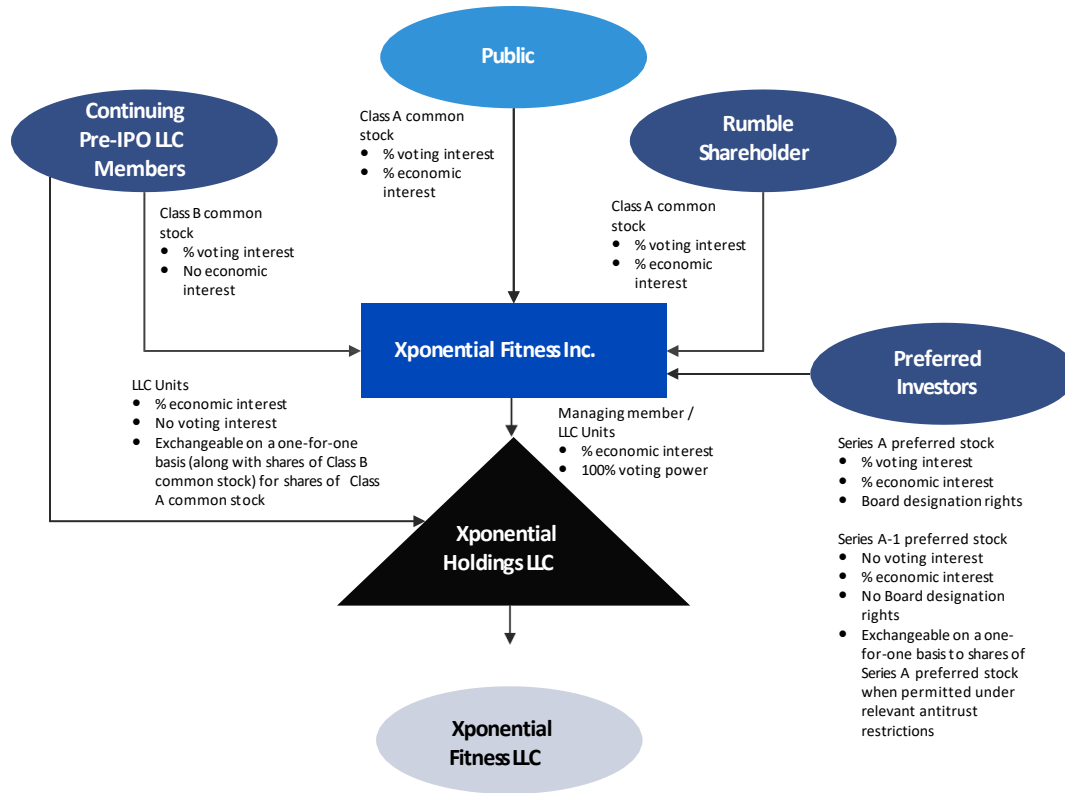 Public
Continuing
Pre-IPO LLC
Members
Rumble
Shareholder
Class A common
stock
● % voting interest
● % economic
interest
Class B common
stock
● % voting interest
● No economic
interest
Class A common
stock
● % voting interest
● % economic
interest
Xponential Fitness Inc.
Preferred
Investors
LLC Units
● % economic interest
● No voting interest
● Exchangeable on a one-for-one
basis (along with shares of Class B
common stock) for shares of Class
A common stock
Managing member /
LLC Units
● % economic interest
● 100% voting power
Series A preferred stock
● % voting interest
● % economic interest
● Board designation rights
Series A-1 preferred stock
● No voting interest
● % economic interest
● No Board designation
rights
● Exchangeable on a one-
for-one basis to shares of
Series A preferred stock
when permitted under
relevant antitrust
restrictions
Xponential
Holdings LLC
Xponential
Fitness LLC